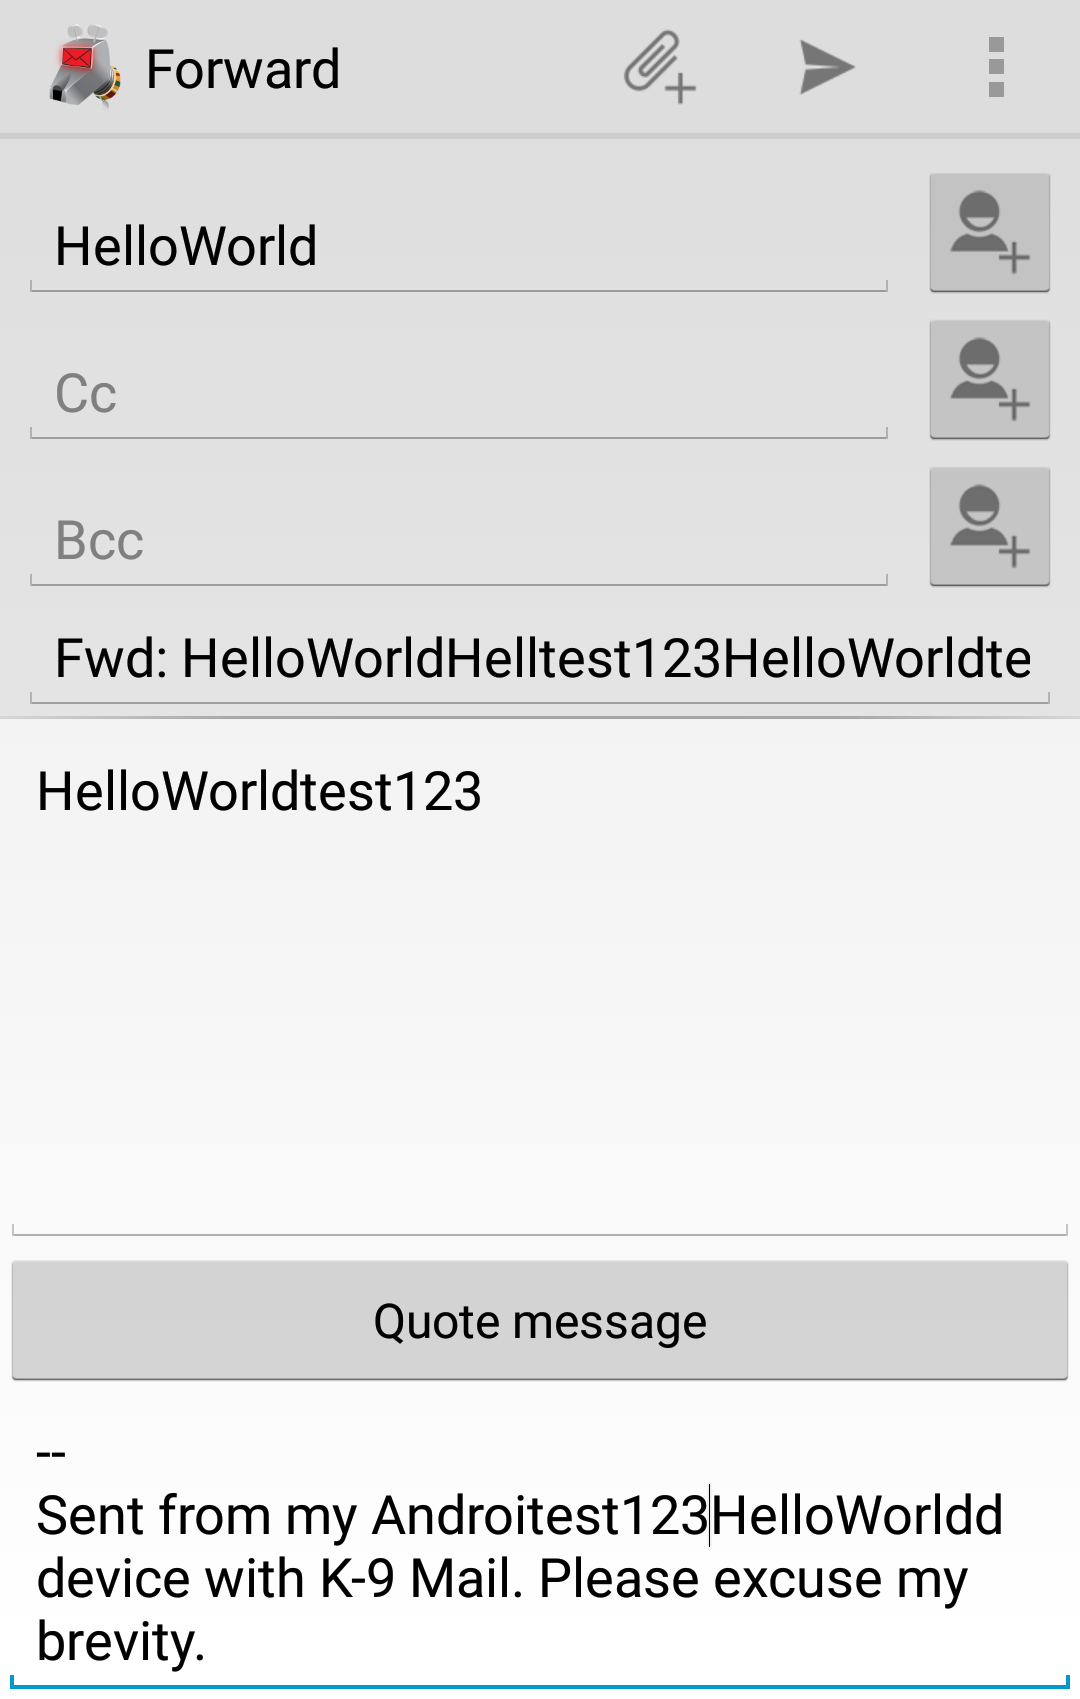 Forward
HelloWorld
Cc
Bcc
Fwd: HelloWorldHelltest123HelloWorldte
HelloWorldtest123
Quote message
--
Sent from my Androitest123HelloWorldd
device with K-9 Mail. Please excuse my
brevity.